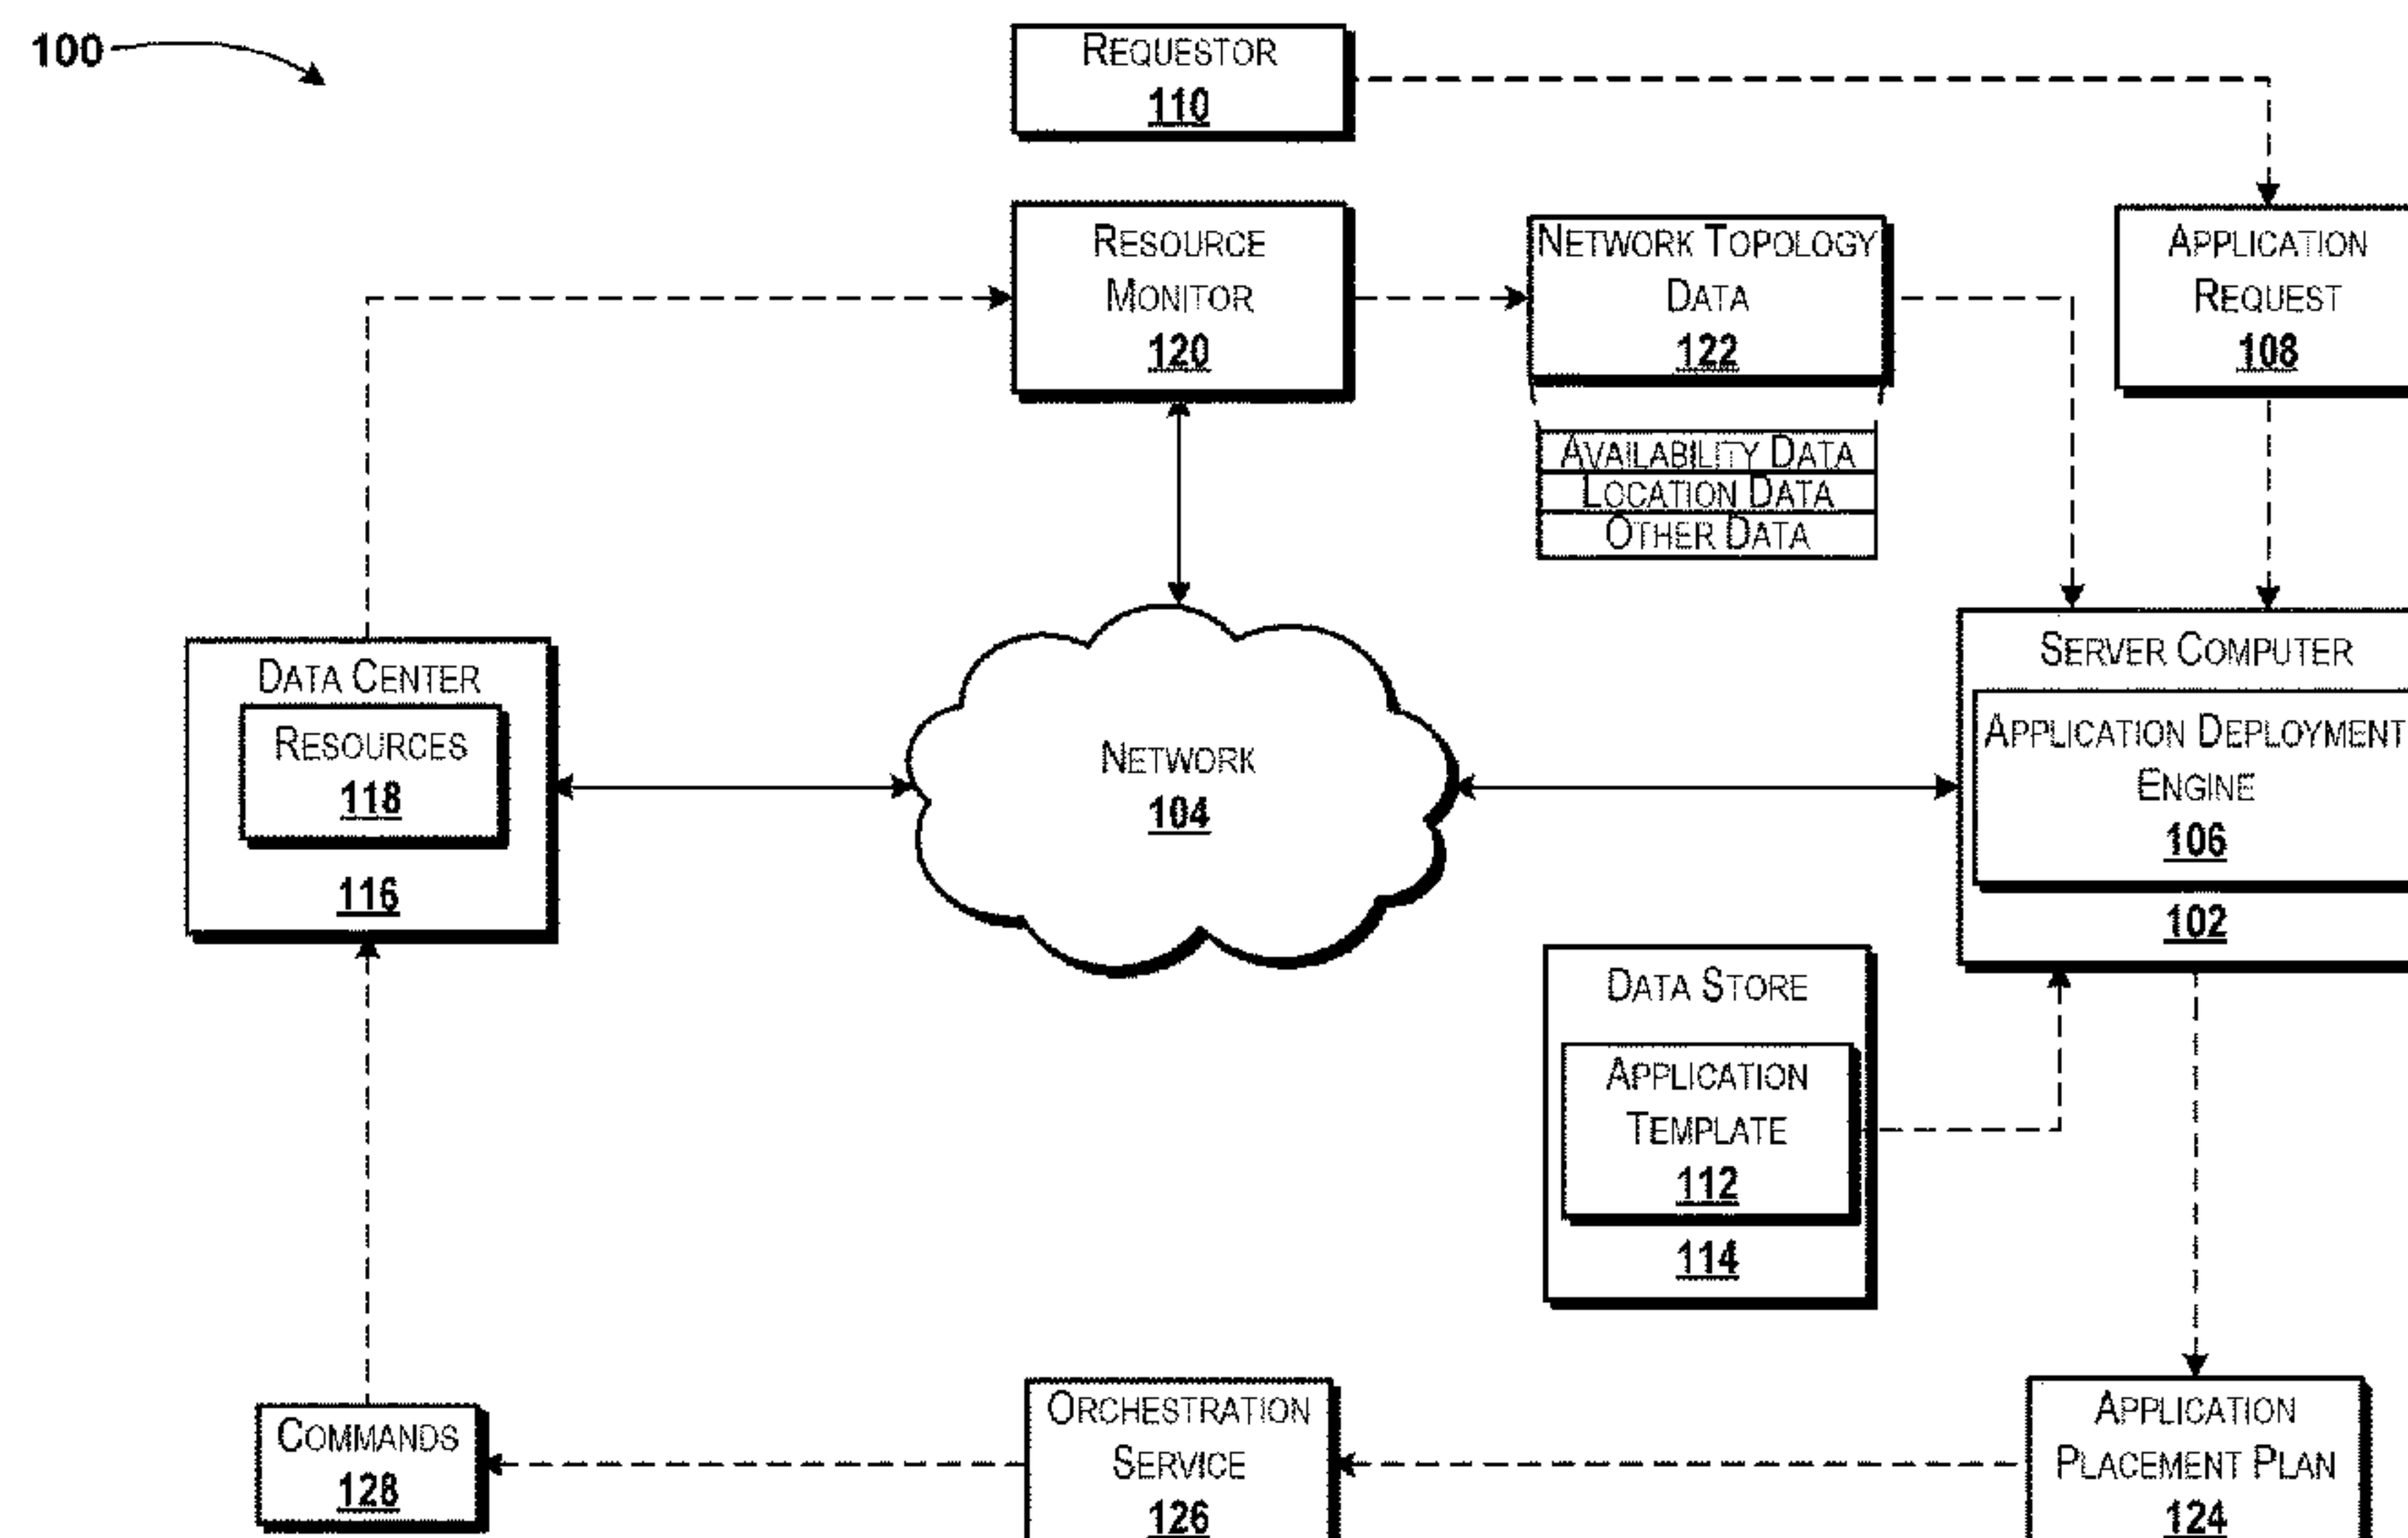 100
REQUESTOR
110
RESOURCE
MONITOR
120
NETWORK TOPOLOGY
DATA
122
APPLICATION
REQUEST
108
AVAILABILITY DATA
LOCATION DATA
OTHER DATA
DATA CENTER
RESOURCES
118
116
NETWORK
104
SERVER COMPUTER
APPLICATION DEPLOYMENT
ENGINE
106
102
DATA STORE
APPLICATION
TEMPLATE
112
114
COMMANDS
128
ORCHESTRATION
SERVICE
126
APPLICATION
PLACEMENT PLAN
124